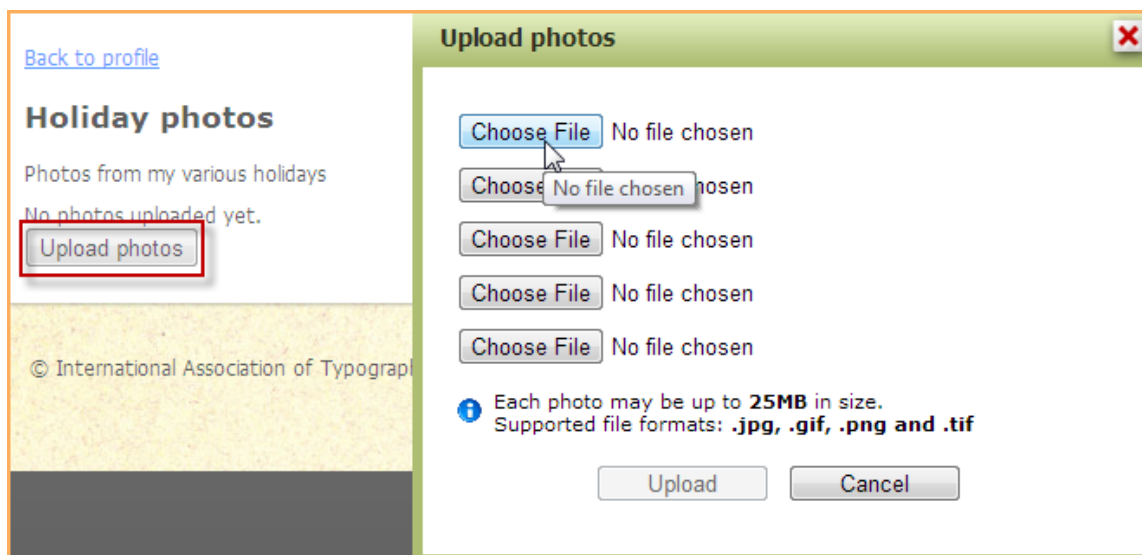 Back to profile
Holiday photos
Photos from my various holidays
No photos uploaded yet.
Upload photos
© International Association of
Upload photos
Choose File No file chosen
No file chosen
Choose
Choose File No file chosen
Choose File No file chosen
Choose File No file chosen
Each photo may be up to 25MB in size.
Supported file formats: .jpg, .gif, .png and .tif
Upload Cancel